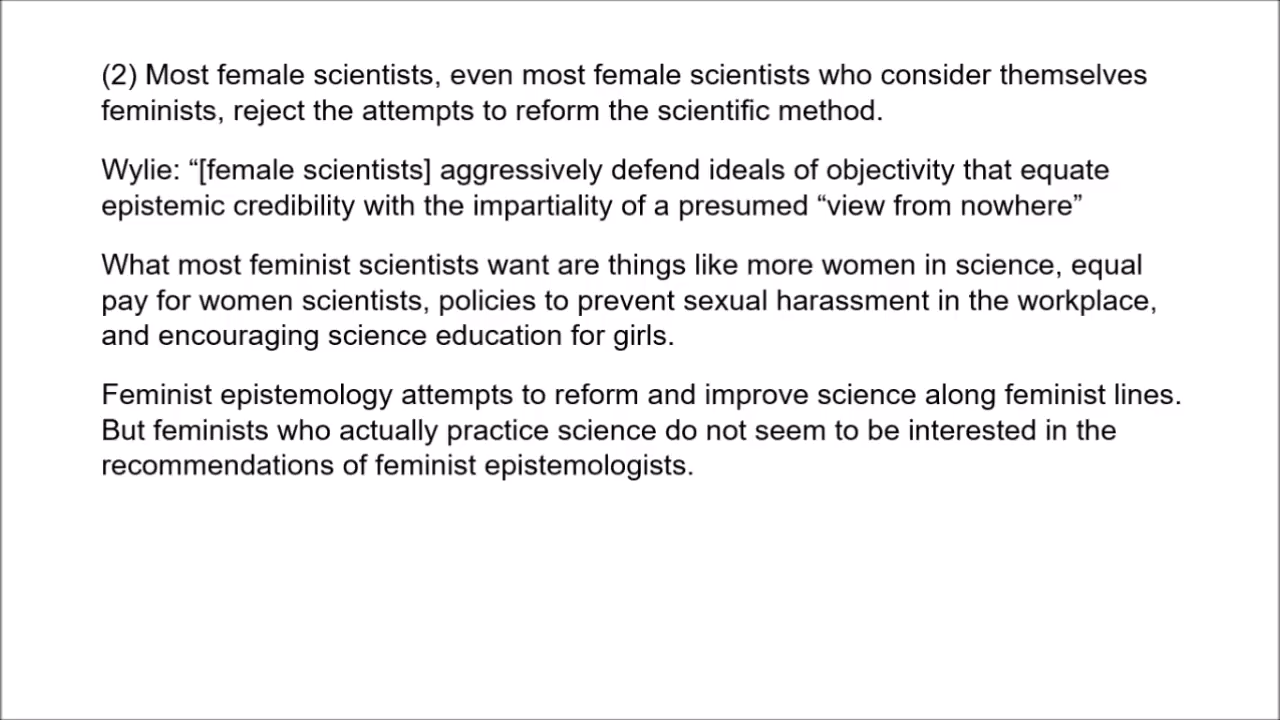 (2) Most female scientists, even most female scientists who consider themselves
feminists, reject the attempts to reform the scientific method.
Wylie: “[female scientists] aggressively defend ideals of objectivity that equate
epistemic credibility with the impartiality of a presumed “view from nowhere”
What most feminist scientists want are things like more women in science, equal
pay for women scientists, policies to prevent sexual harassment in the workplace,
and encouraging science education for girls.
Feminist epistemology attempts to reform and improve science along feminist lines.
But feminists who actually practice science do not seem to be interested in the
recommendations of feminist epistemologists.